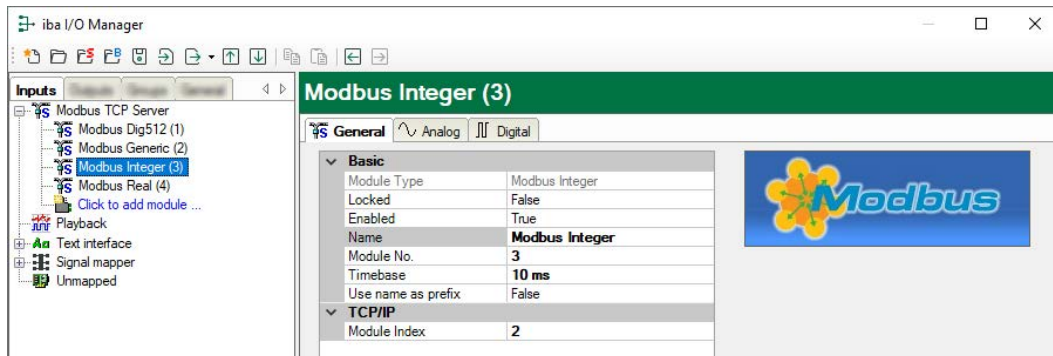 iba I/O Manager
Inputs
Modbus TCP Server
Modbus Dig512 (1)
Modbus Generic (2)
Modbus Integer (3)
Modbus Real (4)
Click to add module ...
Playback
Text interface
Signal mapper
Unmapped
Modbus Integer (3)
General Analog Digital
Basic
Module Type Modbus Integer
Locked False
Enabled True
Name Modbus Integer
Module No. 3
Timebase 10 ms
Use name as prefix False
TCP/IP
Module Index 2
Modbus